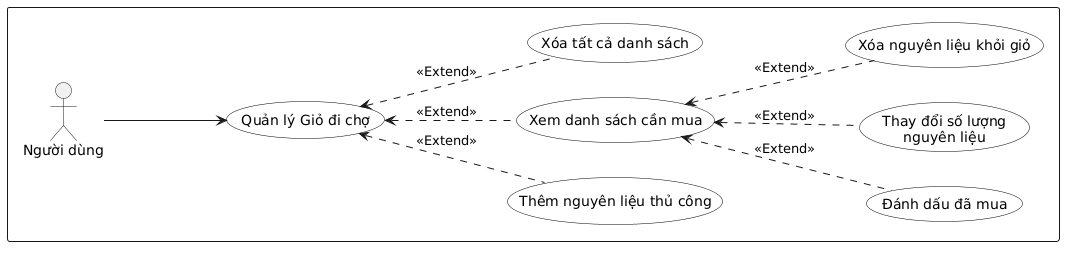 Người dùng
Quản lý Giỏ đi chợ
«Extend»
«Extend»
«Extend»
Xóa tất cả danh sách
Xem danh sách cần mua
Thêm nguyên liệu thủ công
«Extend»
«Extend»
«Extend»
Xóa nguyên liệu khỏi giỏ
Thay đổi số lượng
nguyên liệu
Đánh dấu đã mua